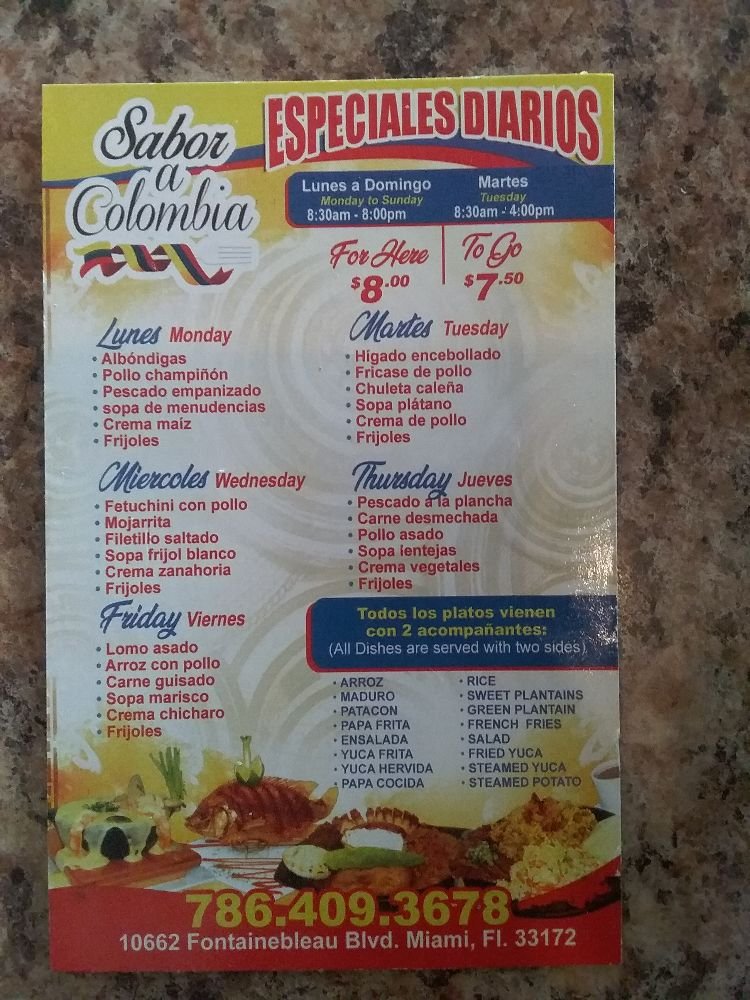 Sabor
a
Colombia
ESPECIALES DIARIOS
Lunes a Domingo
Monday to Sunday
8:30am - 8:00pm
Martes
Tuesday
8:30am - 4:00pm
For Here
$8.00
To Go
$7.50
Lunes Monday
• Albóndigas
• Pollo champiñón
• Pescado empanizado
• sopa de menudencias
• Crema maíz
• Frijoles
Martes Tuesday
• Higado encebollado
• Fricase de pollo
• Chuleta caleña
• Sopa plátano
• Crema de pollo
• Frijoles
Miercoles Wednesday
• Fetuchini con pollo
• Mojarrita
• Filetillo saltado
• Sopa frijol blanco
• Crema zanahoria
• Frijoles
Thursday Jueves
• Pescado a la plancha
• Carne desmechada
• Pollo asado
• Sopa lentejas
• Crema vegetales
• Frijoles
Friday Viernes
• Lomo asado
• Arroz con pollo
• Carne guisado
• Sopa marisco
• Crema chicharo
• Frijoles
Todos los platos vienen
con 2 acompañantes:
(All Dishes are served with two sides)
• ARROZ
• MADURO
• PATACON
• PAPA FRITA
• ENSALADA
• YUCA FRITA
• YUCA HERVIDA
• PAPA COCIDA
• RICE
• SWEET PLANTAINS
• GREEN PLANTAIN
• FRENCH FRIES
• SALAD
• FRIED YUCA
• STEAMED YUCA
• STEAMED POTATO
786.409.3678
10662 Fontainebleau Blvd. Miami, Fl. 33172